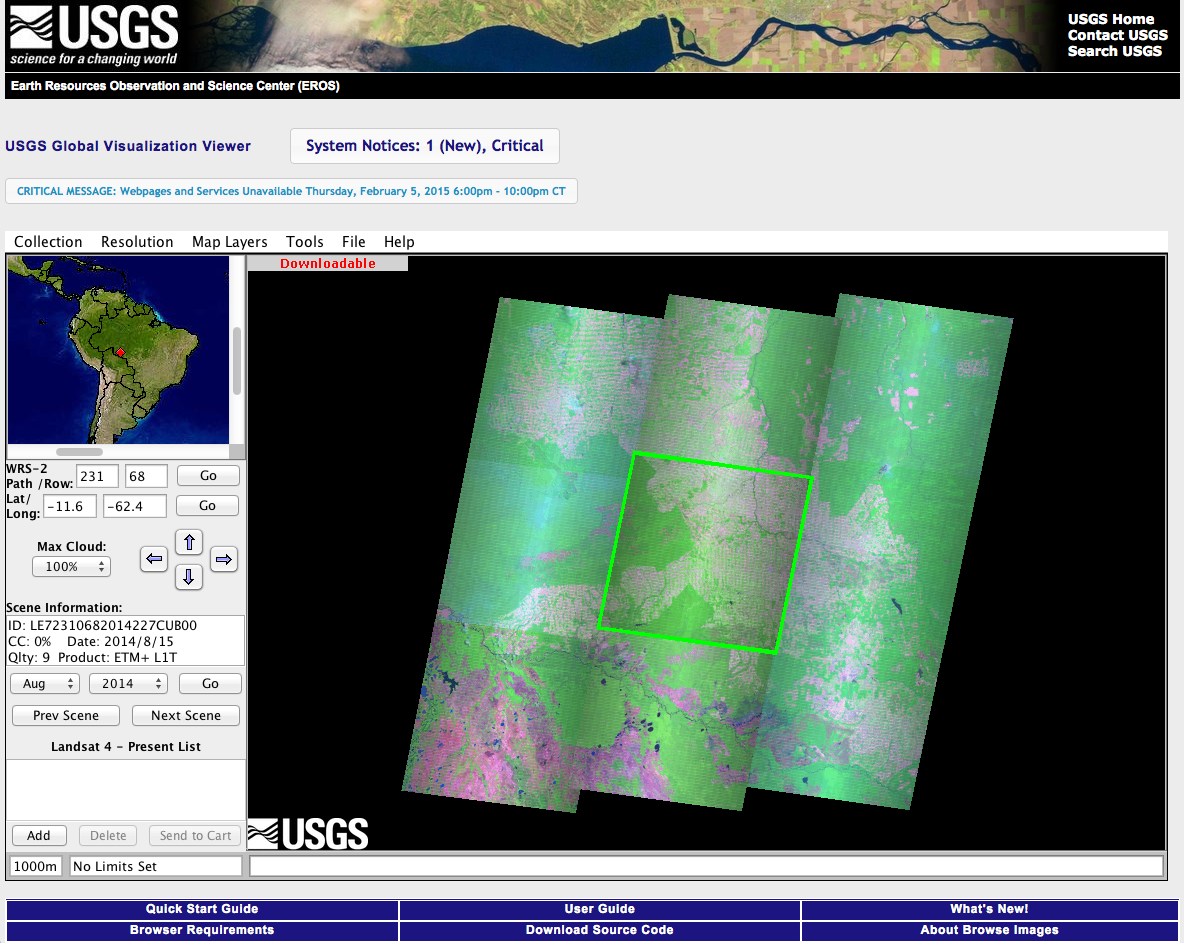 USGS
science for a changing world
USGS Home
Contact USGS
Search USGS
Earth Resources Observation and Science Center (EROS)
USGS Global Visualization Viewer
System Notices: 1 (New), Critical
CRITICAL MESSAGE: Webpages and Services Unavailable Thursday, February 5, 2015 6:00pm - 10:00pm CT
Collection Resolution Map Layers Tools File Help
Downloadable
WRS-2
Path /Row: 231 68 Go
Lat/
Long: -11.6 -62.4 Go
Max Cloud:
100%
Scene Information:
ID: LE72310682014227CUB00
CC: 0% Date: 2014/8/15
Qlty: 9 Product: ETM+ L1T
Aug 2014 Go
Prev Scene Next Scene
Landsat 4 - Present List
Add Delete Send to Cart
USGS
1000m No Limits Set
Quick Start Guide User Guide What's New!
Browser Requirements Download Source Code About Browse Images